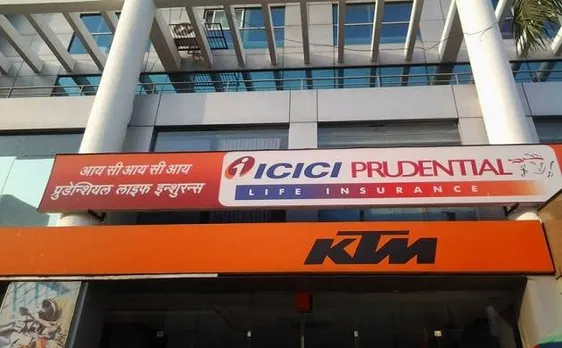 आय सी आय सी आय
प्रुडेन्शियल लाइफ इन्शुरन्स
ICICI PRUDENTIAL
LIFE INSURANCE
KTM